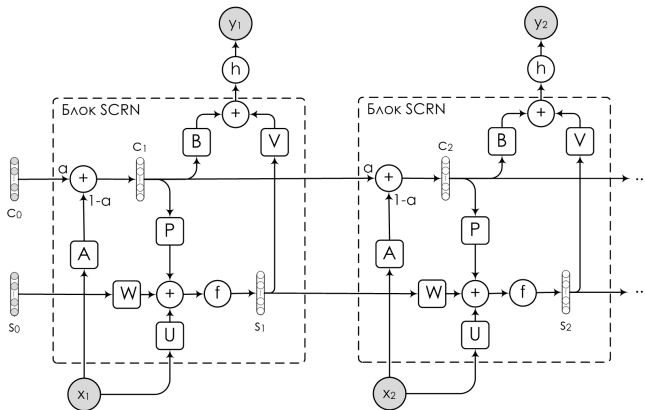 y1
y2
h
h
Блок SCRN
Блок SCRN
+
+
B
V
B
V
c1
c2
a
+
a
+
c0
1-a
1-a
P
P
A
A
W
+
f
W
+
f
s0
s1
s2
U
U
x1
x2
..
..